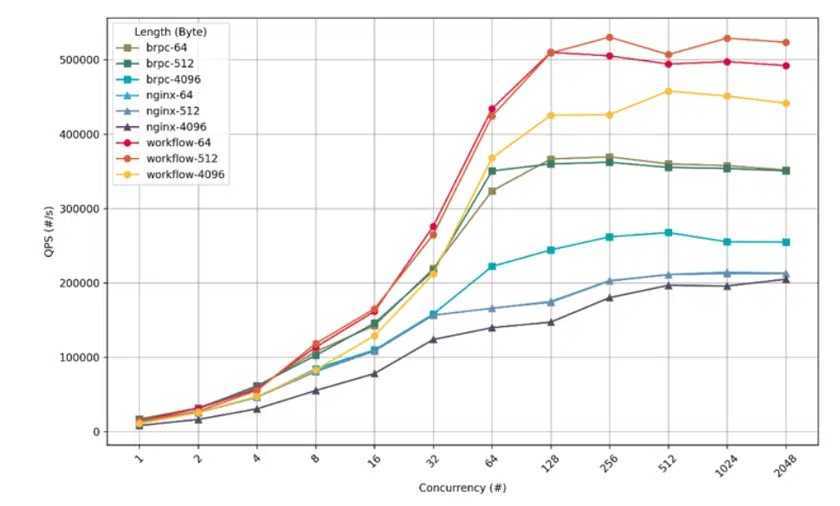 Length (Byte)
brpc-64
brpc-512
brpc-4096
nginx-64
nginx-512
nginx-4096
workflow-64
workflow-512
workflow-4096
500000
400000
300000
200000
100000
0
QPS (#/s)
1 2 4 8 16 32 64 128 256 512 1024 2048
Concurrency (#)